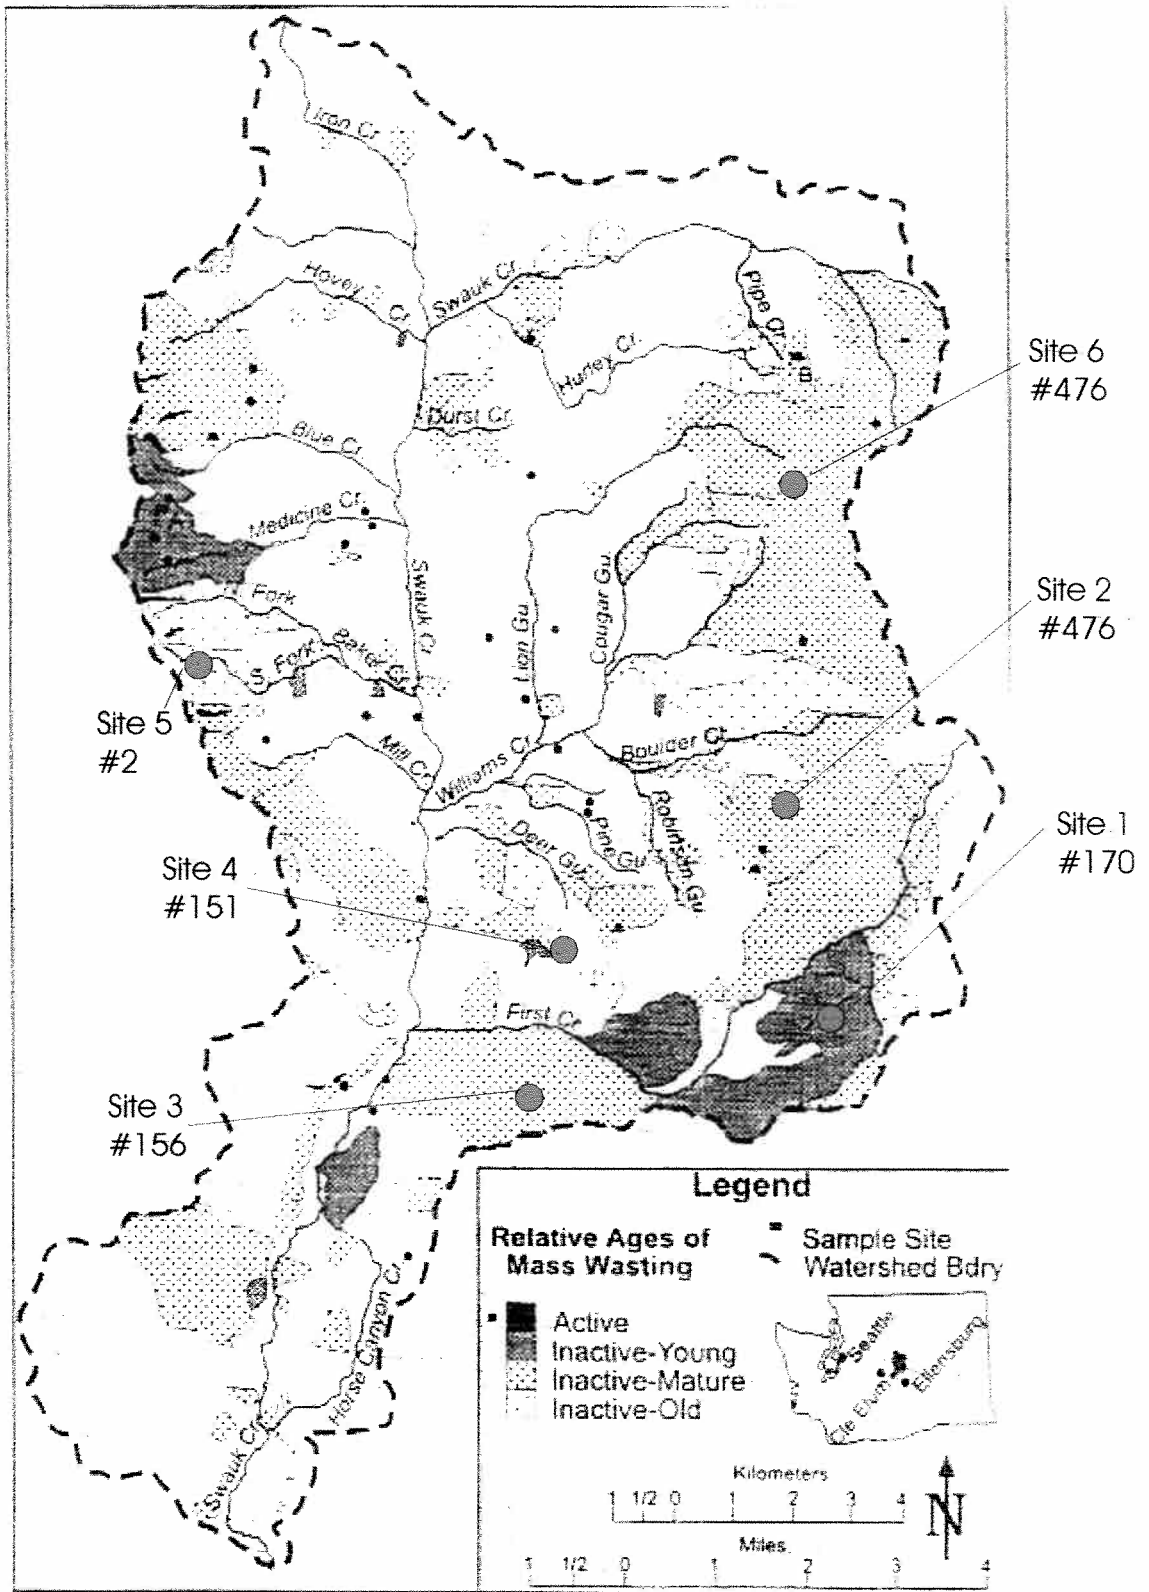 Iron Cr.
Hovey Cr.
Swauk Cr.
Pipe Cr.
Hurley Cr.
B
Site 6
#476
Durst Cr.
Blue Cr.
Medicine Cr.
Swauk Cr.
Lion Gu.
Cougar Gu.
Site 2
#476
Fork
S. Fork Baker Cr.
Site 5
#2
Mill Cr.
Williams Cr.
Boulder Cr.
Robinson Gu
Pine Gu
Deer Gu.
Site 1
#170
Site 4
#151
First Cr.
Site 3
#156
Horse Canyon Cr.
Swauk Cr.
Legend
Relative Ages of
Mass Wasting
Active
Inactive-Young
Inactive-Mature
Inactive-Old
Sample Site
Watershed Bdry
Seattle
Cle Elum
Ellensburg
Kilometers
1 1/2 0 1 2 3 4
Miles
1 1/2 0 1 2 3 4
N